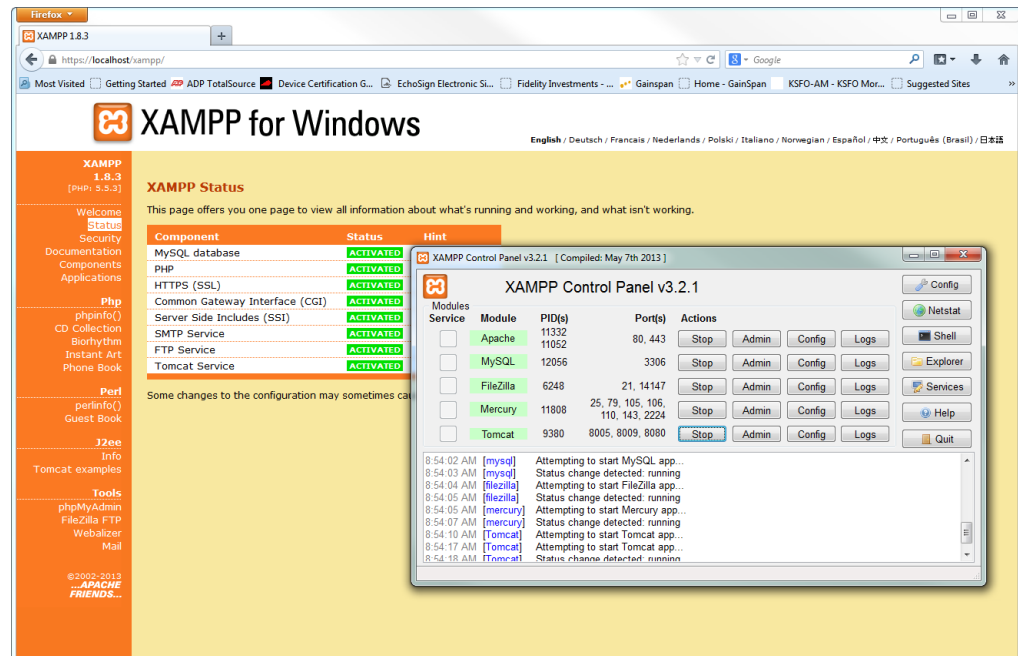 Firefox
XAMPP 1.8.3
https://localhost/xampp/
Google
Most Visited Getting Started ADP TotalSource Device Certification G... EchoSign Electronic Si... Fidelity Investments - ... Gainspan Home - GainSpan KSFO-AM - KSFO Mor... Suggested Sites »
XAMPP for Windows
English / Deutsch / Francais / Nederlands / Polski / Italiano / Norwegian / Español / 中文 / Português (Brasil) / 日本語
XAMPP
1.8.3
[PHP: 5.5.3]
Welcome
Status
Security
Documentation
Components
Applications
Php
phpinfo()
CD Collection
Biorhythm
Instant Art
Phone Book
Perl
perlinfo()
Guest Book
J2ee
Info
Tomcat examples
Tools
phpMyAdmin
FileZilla FTP
Webalizer
Mail
©2002-2013
...APACHE
FRIENDS...
XAMPP Status
This page offers you one page to view all information about what's running and working, and what isn't working.
Component Status Hint
MySQL database ACTIVATED
PHP ACTIVATED
HTTPS (SSL) ACTIVATED
Common Gateway Interface (CGI) ACTIVATED
Server Side Includes (SSI) ACTIVATED
SMTP Service ACTIVATED
FTP Service ACTIVATED
Tomcat Service ACTIVATED
Some changes to the configuration may sometimes
XAMPP Control Panel v3.2.1 [ Compiled: May 7th 2013 ]
XAMPP Control Panel v3.2.1
Modules
Service Module PID(s) Port(s) Actions
Apache 11332 11052 80, 443 Stop Admin Config Logs
MySQL 12056 3306 Stop Admin Config Logs
FileZilla 6248 21, 14147 Stop Admin Config Logs
Mercury 11808 25, 79, 105, 106, 110, 143, 2224 Stop Admin Config Logs
Tomcat 9380 8005, 8009, 8080 Stop Admin Config Logs
Config
Netstat
Shell
Explorer
Services
Help
Quit
8:54:02 AM [mysql] Attempting to start MySQL app...
8:54:03 AM [mysql] Status change detected: running
8:54:04 AM [filezilla] Attempting to start FileZilla app...
8:54:05 AM [filezilla] Status change detected: running
8:54:05 AM [mercury] Attempting to start Mercury app...
8:54:07 AM [mercury] Status change detected: running
8:54:10 AM [Tomcat] Attempting to start Tomcat app...
8:54:17 AM [Tomcat] Attempting to start Tomcat app...
8:54:18 AM [Tomcat] Status change detected: running